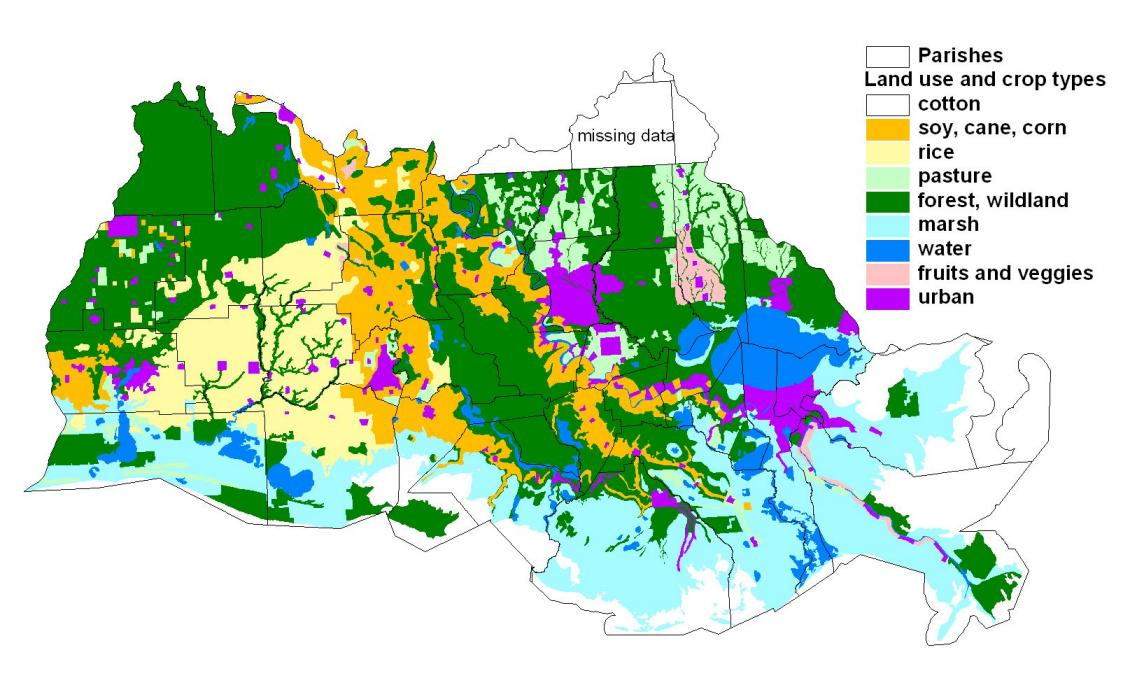 missing data
Parishes
Land use and crop types
cotton
soy, cane, corn
rice
pasture
forest, wildland
marsh
water
fruits and veggies
urban